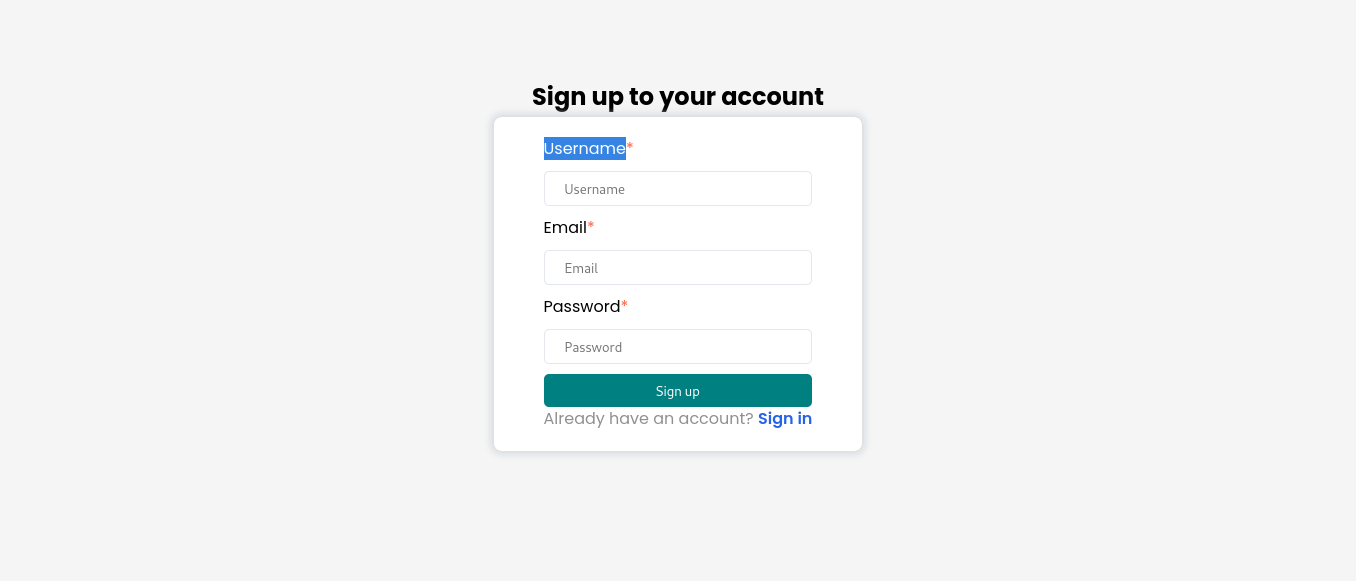 Sign up to your account
Username*
Username
Email*
Email
Password*
Password
Sign up
Already have an account? Sign in